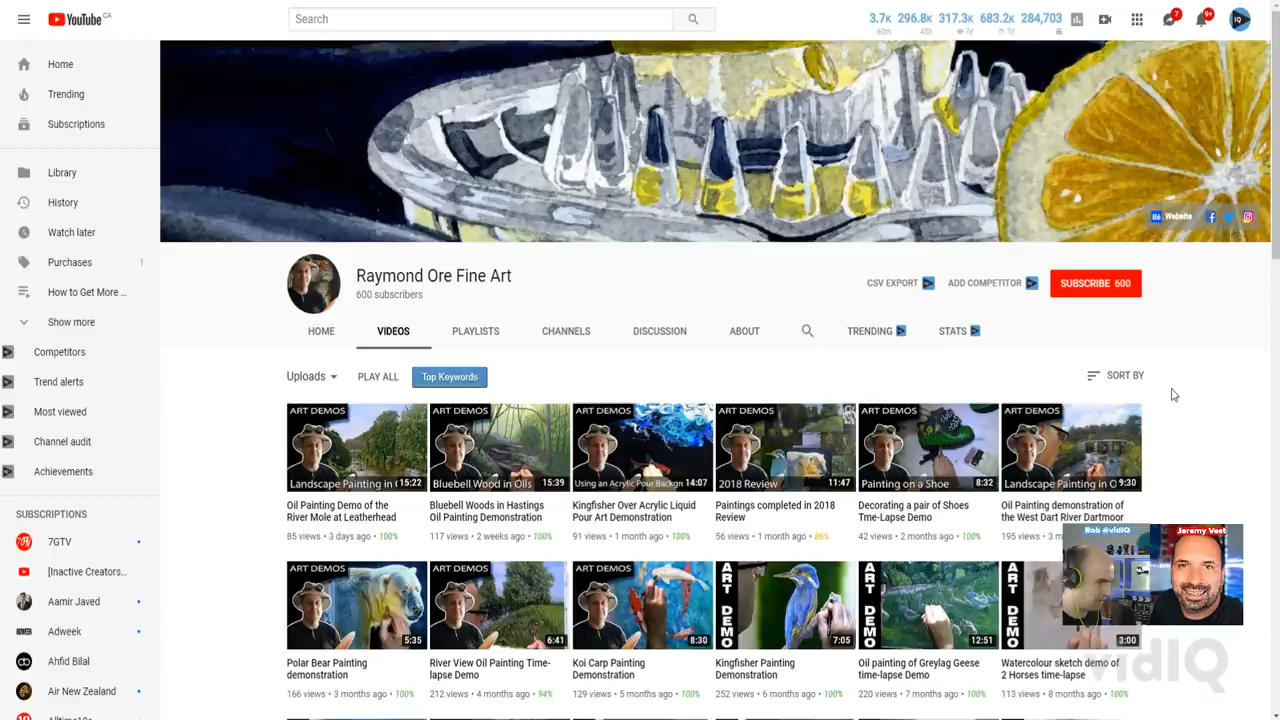 YouTube CA
Search
3.7K 296.8K 317.3K 683.2K 284,703
60m 48h 7d 7d
7
9+
IQ
Home
Trending
Subscriptions
Library
History
Watch later
Purchases 1
How to Get More ...
Show more
Competitors
Trend alerts
Most viewed
Channel audit
Achievements
SUBSCRIPTIONS
7GTV
[Inactive Creators...
Aamir Javed
Adweek
Ahfid Bilal
Air New Zealand
Bē Website
Raymond Ore Fine Art
600 subscribers
CSV EXPORT
ADD COMPETITOR
SUBSCRIBE 600
HOME
VIDEOS
PLAYLISTS
CHANNELS
DISCUSSION
ABOUT
TRENDING
STATS
Uploads
PLAY ALL
Top Keywords
SORT BY
ART DEMOS
Landscape Painting in 15:22
Oil Painting Demo of the
River Mole at Leatherhead
85 views • 3 days ago • 100%
ART DEMOS
Bluebell Wood in Oils 15:39
Bluebell Woods in Hastings
Oil Painting Demonstration
117 views • 2 weeks ago • 100%
ART DEMOS
Using an Acrylic Pour 14:07
Kingfisher Over Acrylic Liquid
Pour Art Demonstration
91 views • 1 month ago • 100%
ART DEMOS
2018 Review 11:47
Paintings completed in 2018
Review
56 views • 1 month ago • 86%
ART DEMOS
Painting on a Shoe 8:32
Decorating a pair of Shoes
Tme-Lapse Demo
42 views • 2 months ago • 100%
ART DEMOS
Landscape Painting in 9:30
Oil Painting demonstration of
the West Dart River Dartmoor
195 views • 3
ART DEMOS
5:35
Polar Bear Painting
demonstration
166 views • 3 months ago • 100%
ART DEMOS
6:41
River View Oil Painting Time-
lapse Demo
212 views • 4 months ago • 94%
ART DEMOS
8:30
Koi Carp Painting
Demonstration
129 views • 5 months ago • 100%
ART DEMO
7:05
Kingfisher Painting
Demonstration
252 views • 6 months ago • 100%
ART DEMO
12:51
Oil painting of Greylag Geese
time-lapse Demo
220 views • 7 months ago • 100%
ART DEMO
3:00
Watercolour sketch demo of
2 Horses time-lapse
113 views • 8 months ago • 100%
Rob @vidIQ
Jeremy Vest
vidIQ